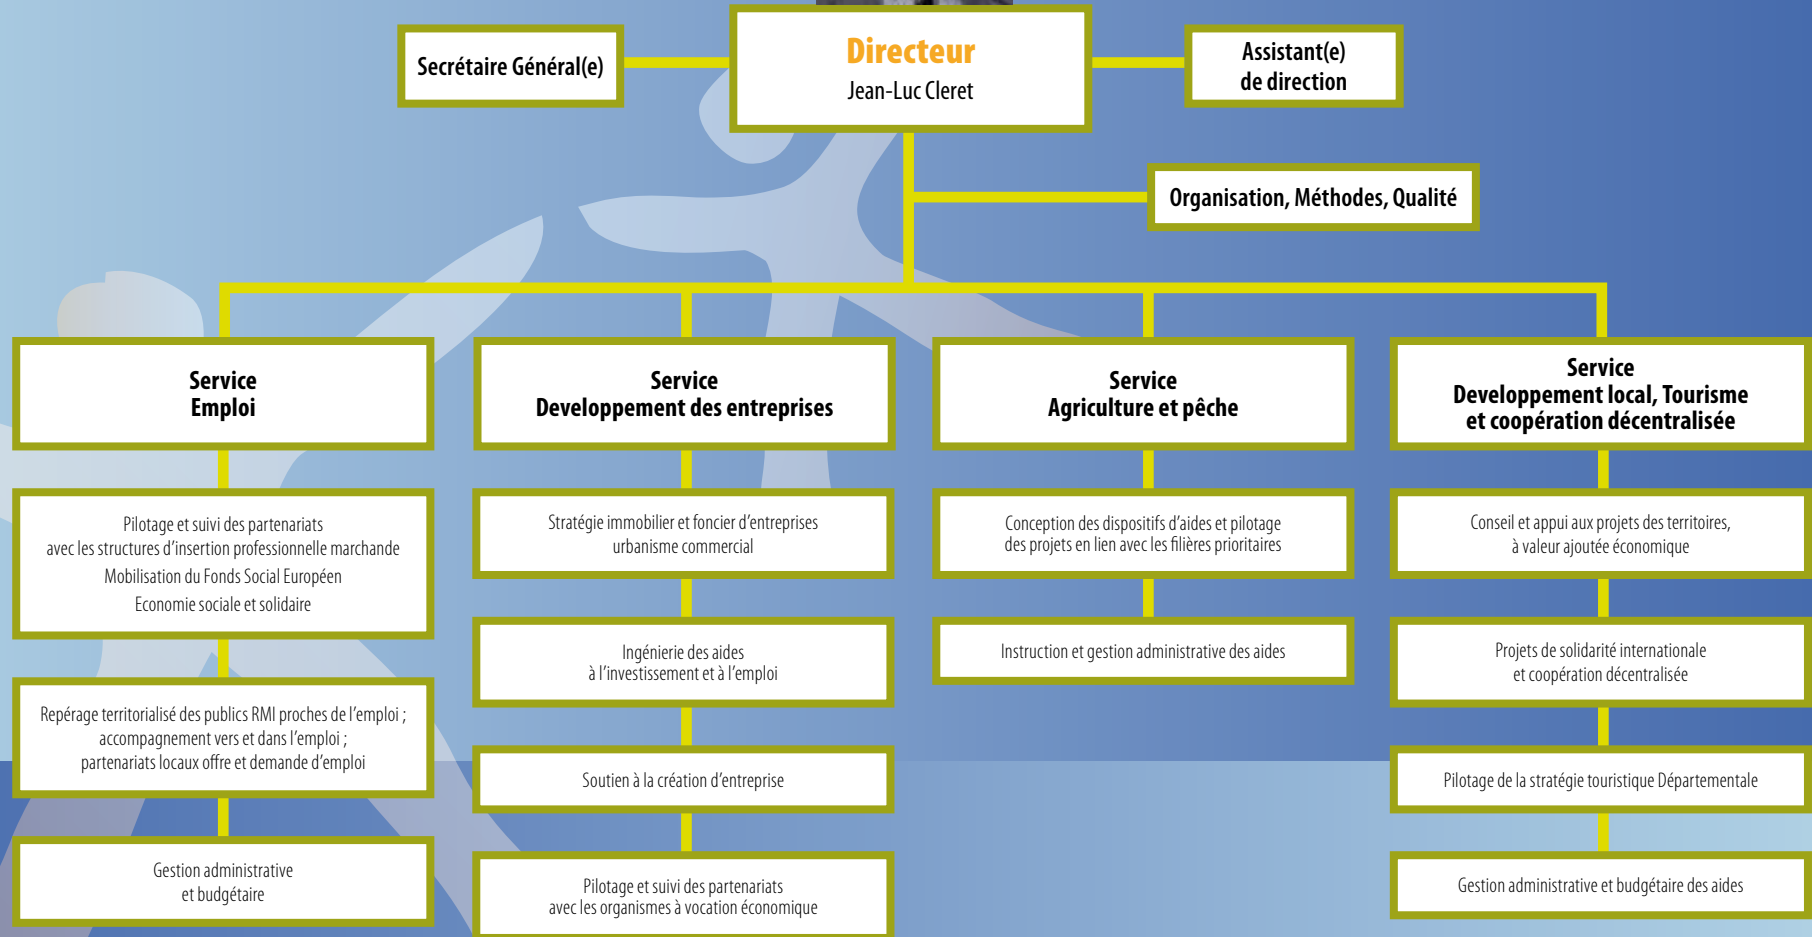 Secrétaire Général(e)
Directeur
Jean-Luc Cleret
Assistant(e)
de direction
Organisation, Méthodes, Qualité
Service
Emploi
Pilotage et suivi des partenariats
avec les structures d'insertion professionnelle marchande
Mobilisation du Fonds Social Européen
Economie sociale et solidaire
Repérage territorialisé des publics RMI proches de l'emploi ;
accompagnement vers et dans l'emploi ;
partenariats locaux offre et demande d'emploi
Gestion administrative
et budgétaire
Service
Developpement des entreprises
Stratégie immobilier et foncier d'entreprises
urbanisme commercial
Ingénierie des aides
à l'investissement et à l'emploi
Soutien à la création d'entreprise
Pilotage et suivi des partenariats
avec les organismes à vocation économique
Service
Agriculture et pêche
Conception des dispositifs d'aides et pilotage
des projets en lien avec les filières prioritaires
Instruction et gestion administrative des aides
Service
Developpement local, Tourisme
et coopération décentralisée
Conseil et appui aux projets des territoires,
à valeur ajoutée économique
Projets de solidarité internationale
et coopération décentralisée
Pilotage de la stratégie touristique Départementale
Gestion administrative et budgétaire des aides